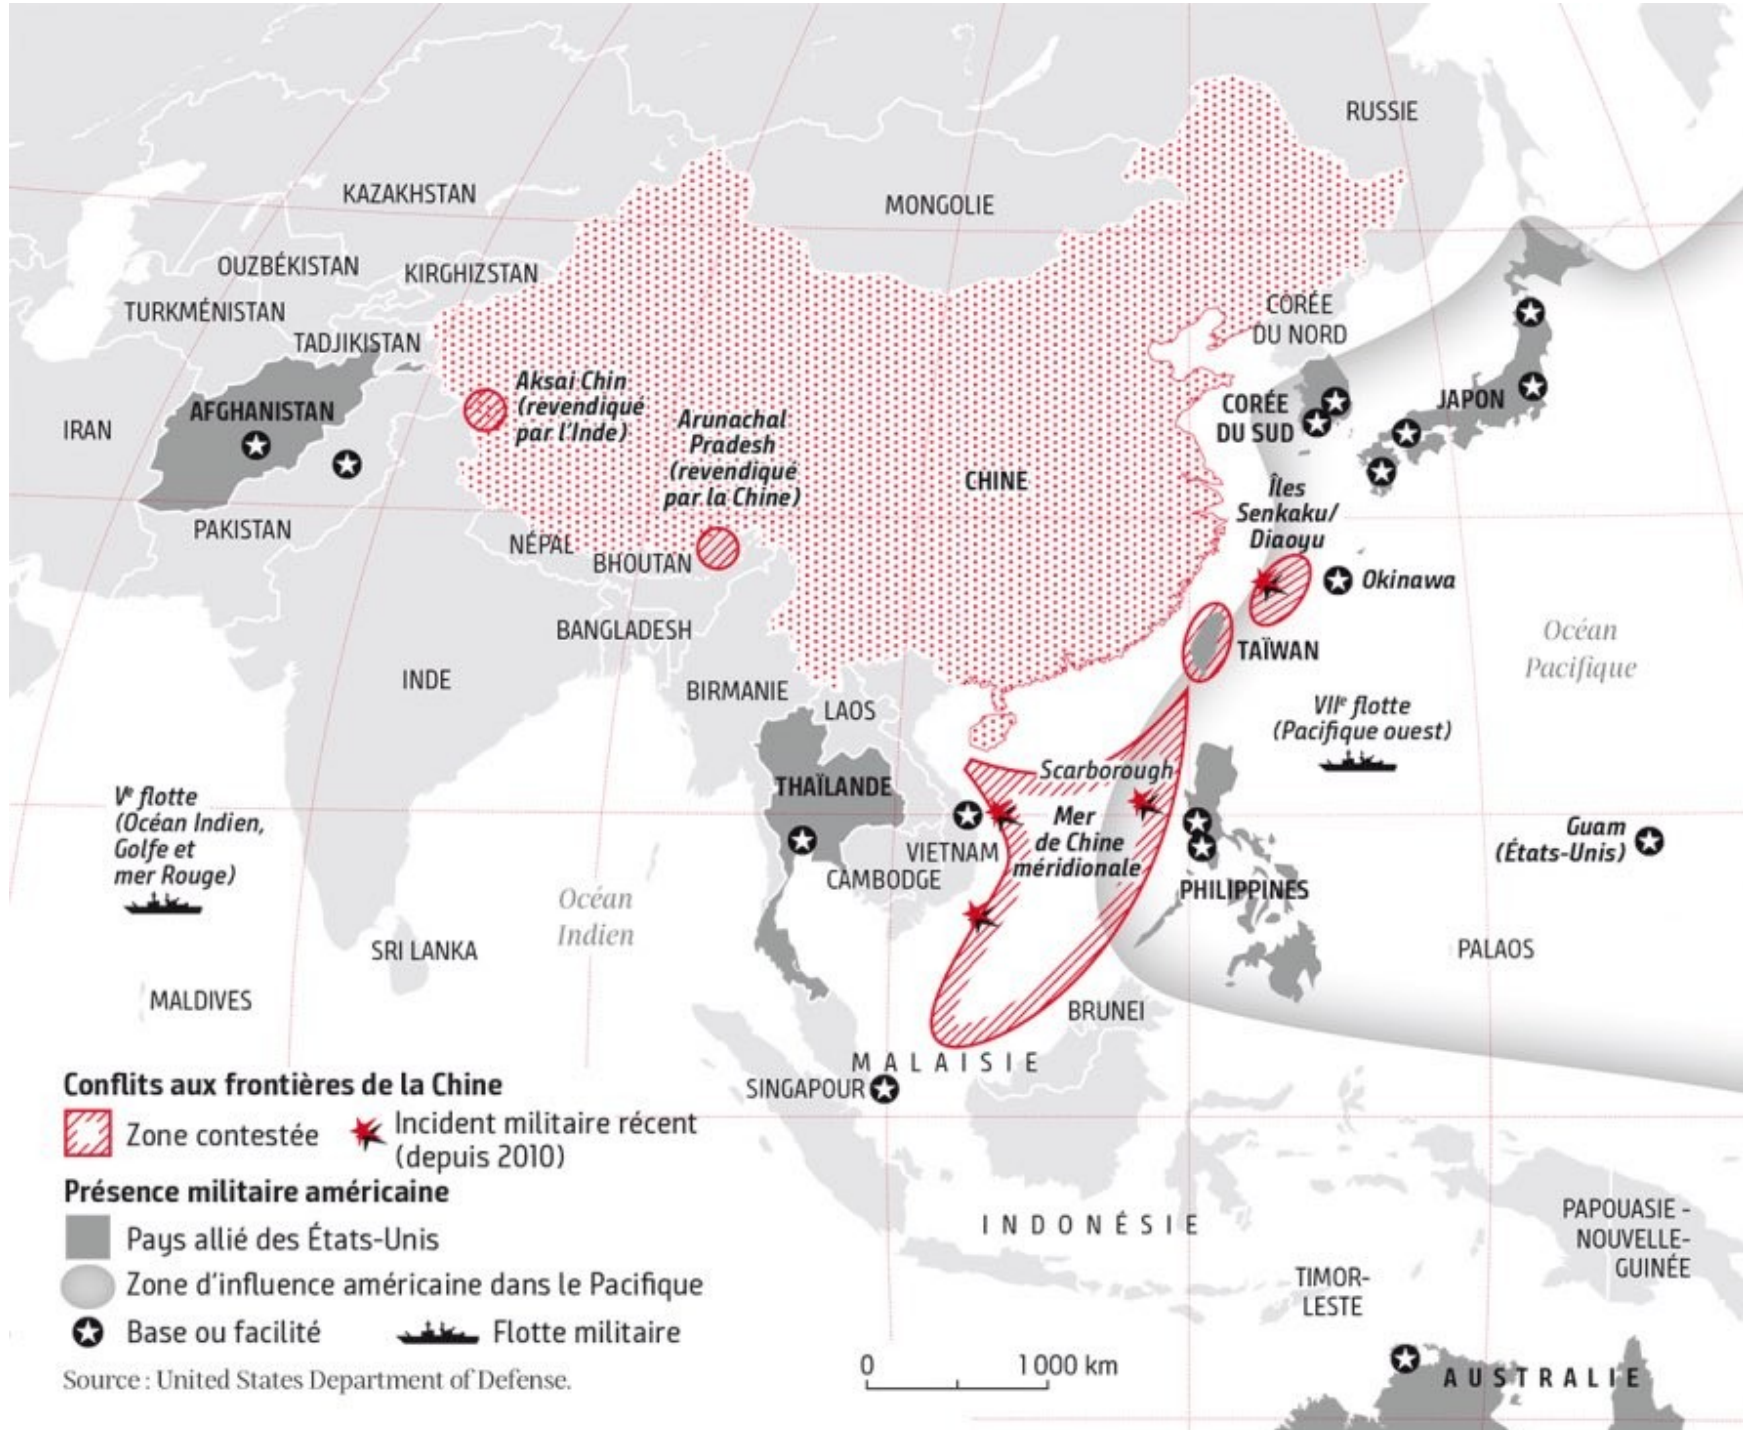 RUSSIE
KAZAKHSTAN
MONGOLIE
OUZBÉKISTAN
KIRGHIZSTAN
TURKMÉNISTAN
TADJIKISTAN
CORÉE
DU NORD
AFGHANISTAN
IRAN
Aksai Chin
(revendiqué
par l'Inde)
Arunachal
Pradesh
(revendiqué
par la Chine)
CHINE
CORÉE
DU SUD
JAPON
Îles
Senkaku/
Diaoyu
PAKISTAN
NÉPAL
BHOUTAN
Okinawa
BANGLADESH
TAÏWAN
Océan
Pacifique
INDE
BIRMANIE
LAOS
VIIe flotte
(Pacifique ouest)
THAÏLANDE
Scarborough
Mer
de Chine
méridionale
Ve flotte
(Océan Indien,
Golfe et
mer Rouge)
VIETNAM
CAMBODGE
Guam
(États-Unis)
PHILIPPINES
Océan
Indien
SRI LANKA
PALAOS
MALDIVES
BRUNEI
MALAISIE
SINGAPOUR
Conflits aux frontières de la Chine
Zone contestée
Incident militaire récent
(depuis 2010)
Présence militaire américaine
Pays allié des États-Unis
Zone d'influence américaine dans le Pacifique
Base ou facilité
Flotte militaire
Source : United States Department of Defense.
INDONÉSIE
PAPOUASIE -
NOUVELLE-
GUINÉE
TIMOR-
LESTE
0
1 000 km
AUSTRALIE